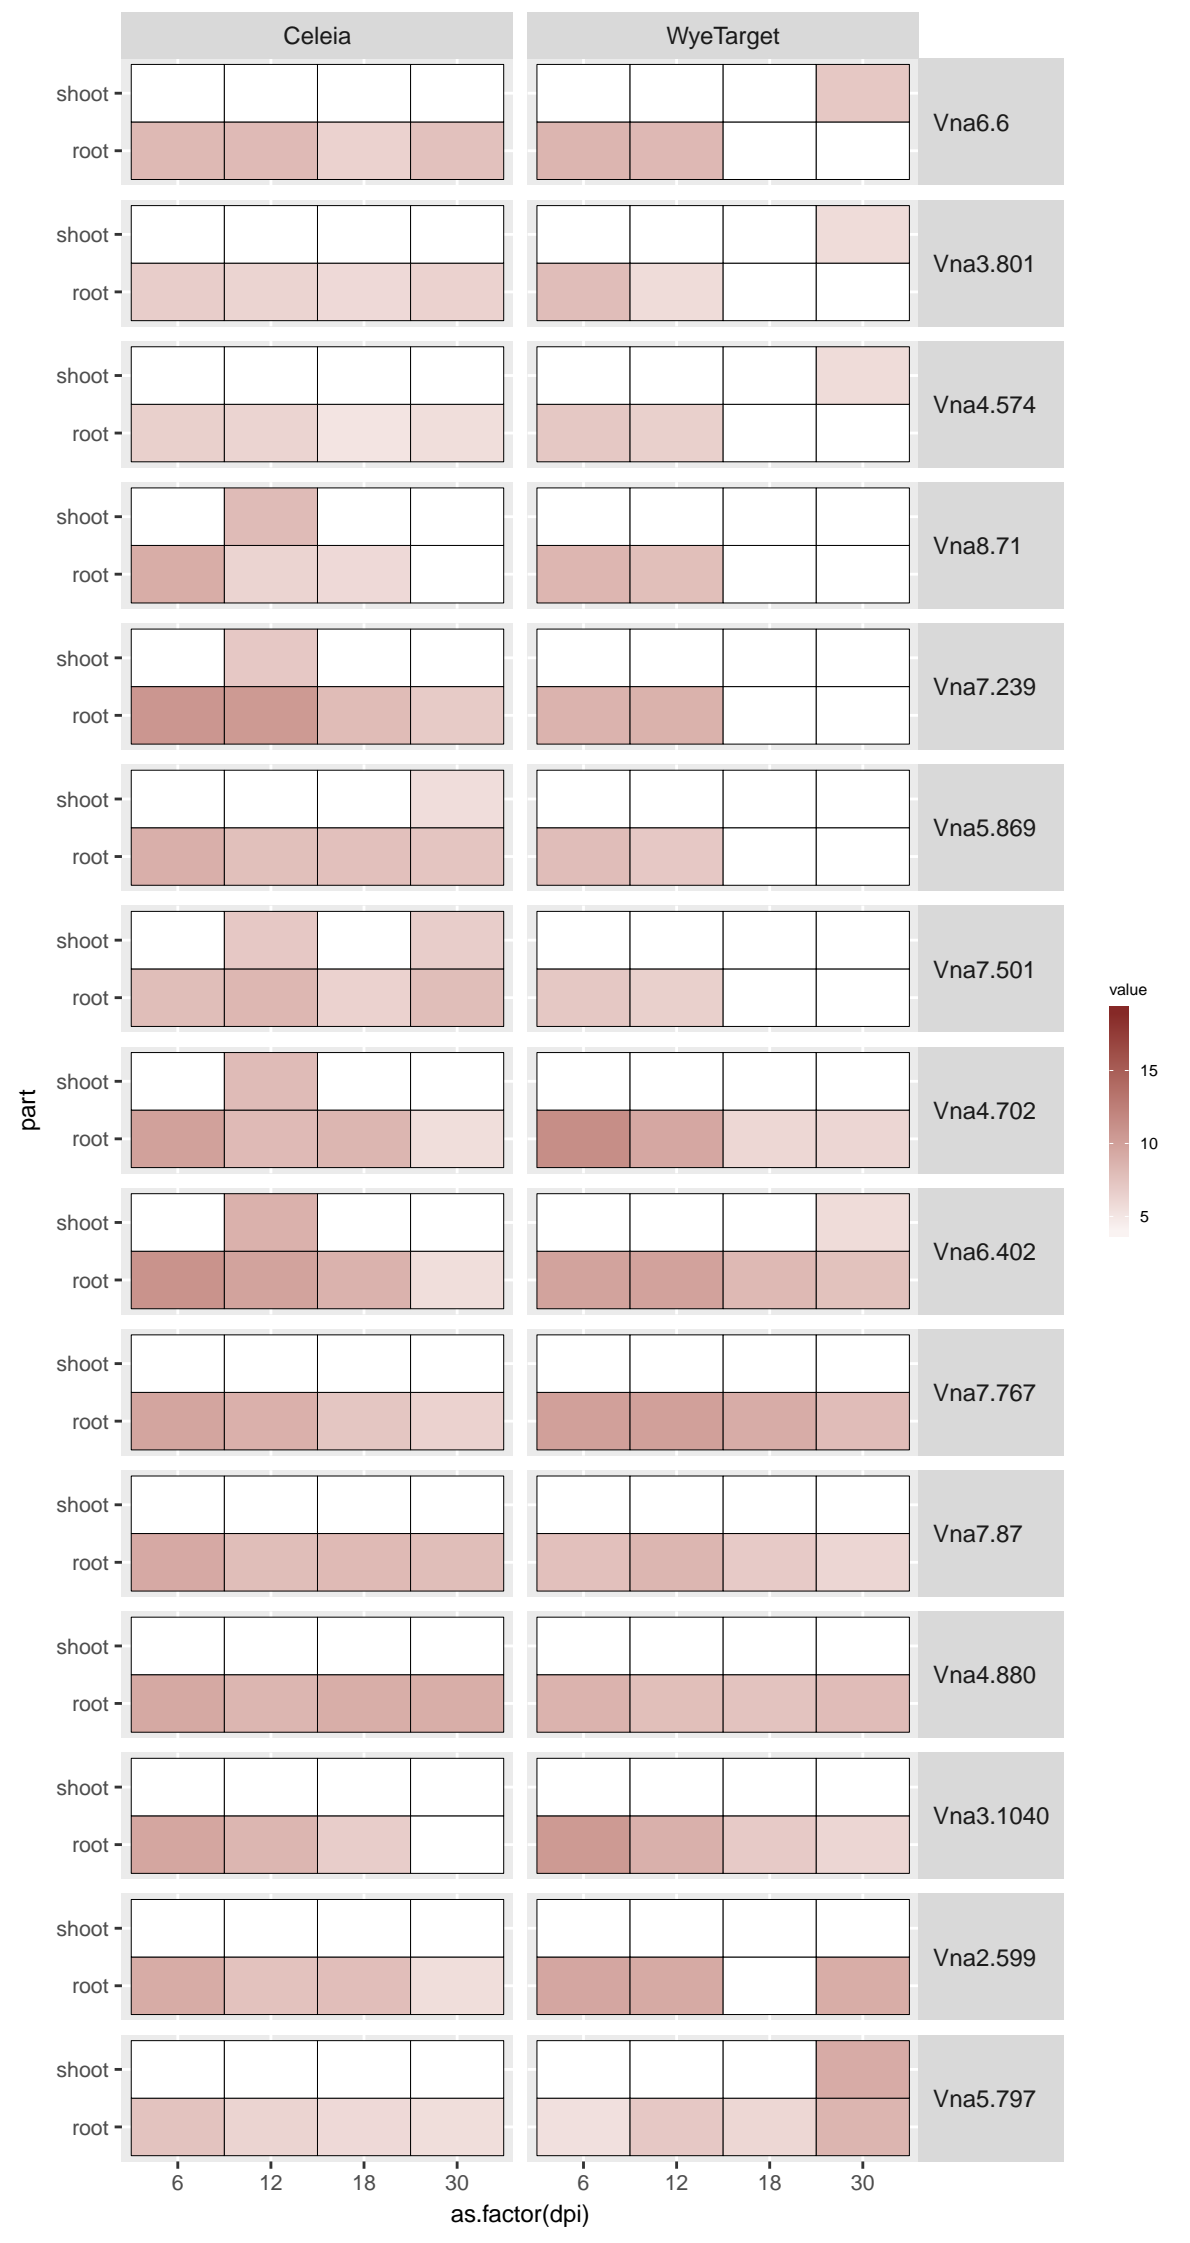 Celeia
WyeTarget
shoot
root
Vna6.6
shoot
root
Vna3.801
shoot
root
Vna4.574
shoot
root
Vna8.71
shoot
root
Vna7.239
shoot
root
Vna5.869
shoot
root
Vna7.501
shoot
root
Vna4.702
shoot
root
Vna6.402
shoot
root
Vna7.767
shoot
root
Vna7.87
shoot
root
Vna4.880
shoot
root
Vna3.1040
shoot
root
Vna2.599
shoot
root
Vna5.797
6 12 18 30
6 12 18 30
as.factor(dpi)
part
value
15
10
5